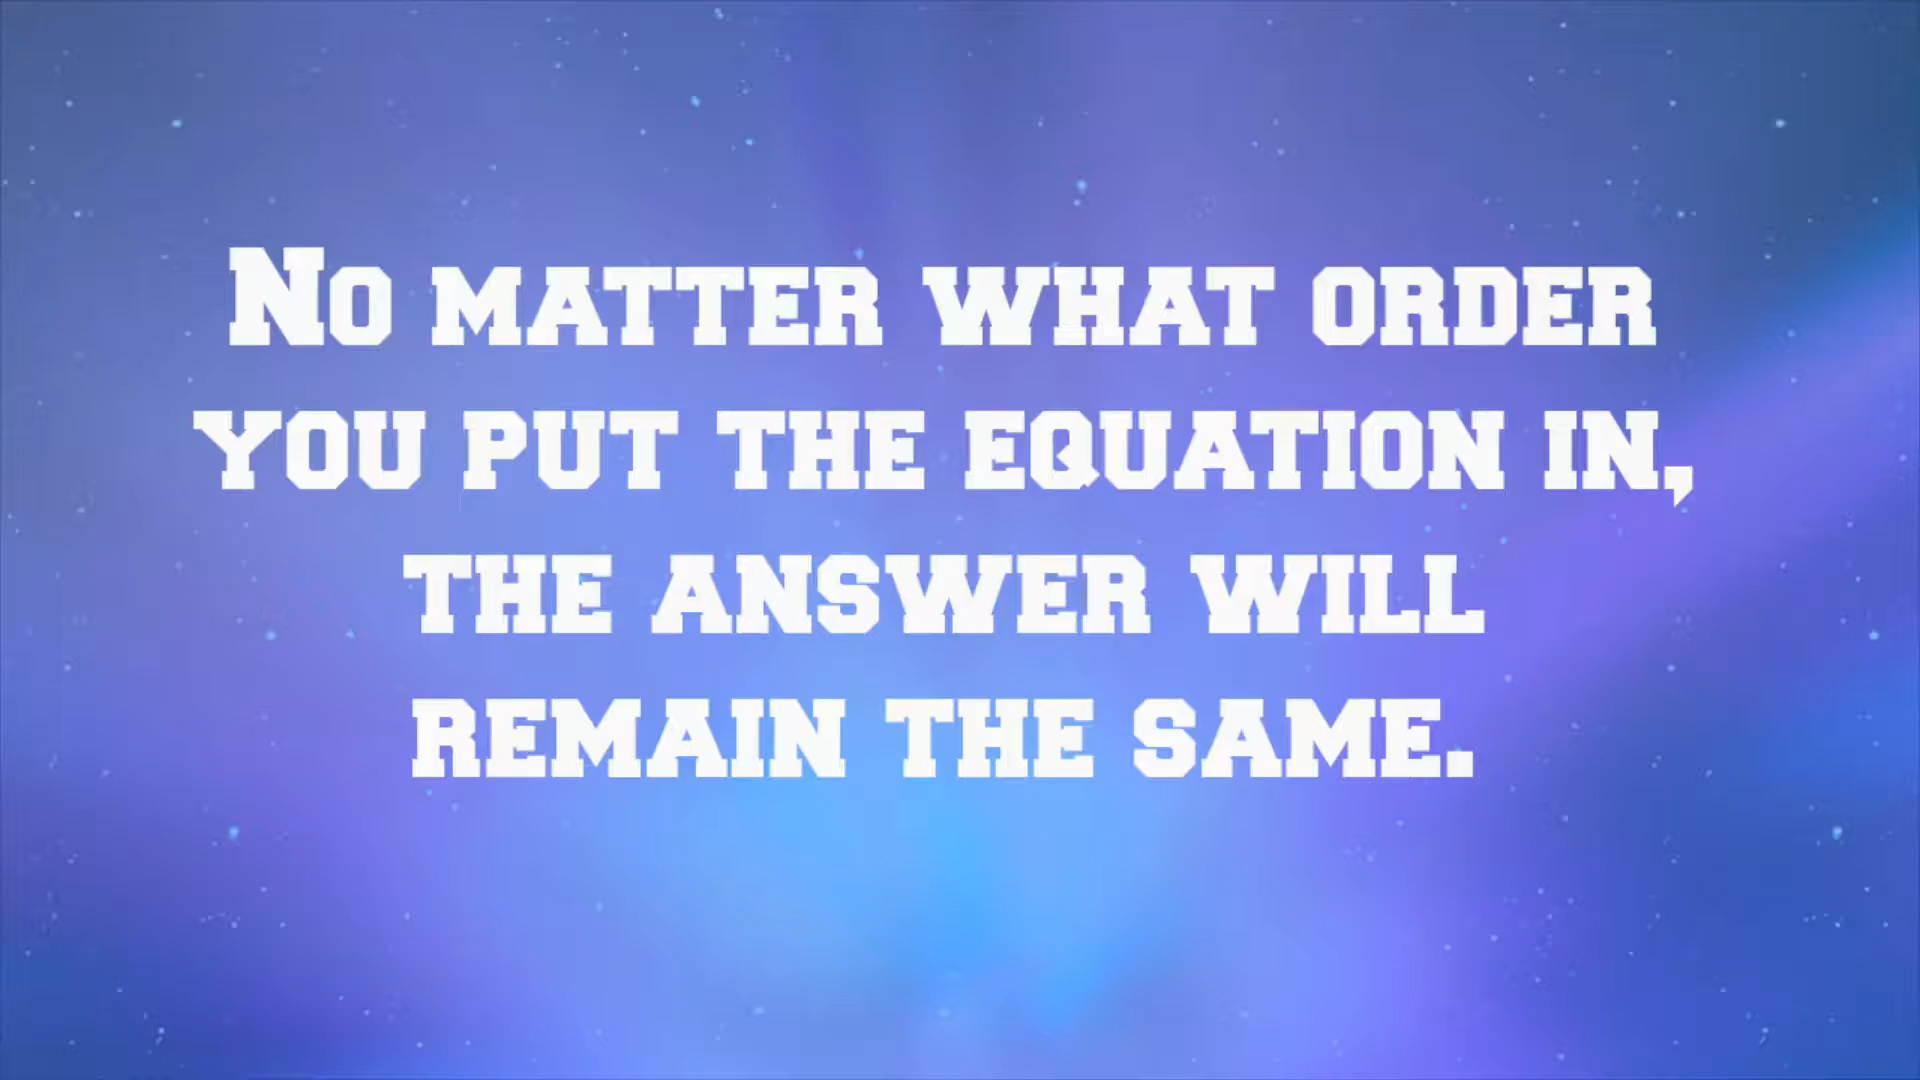 No matter what order
you put the equation in,
the answer will
remain the same.